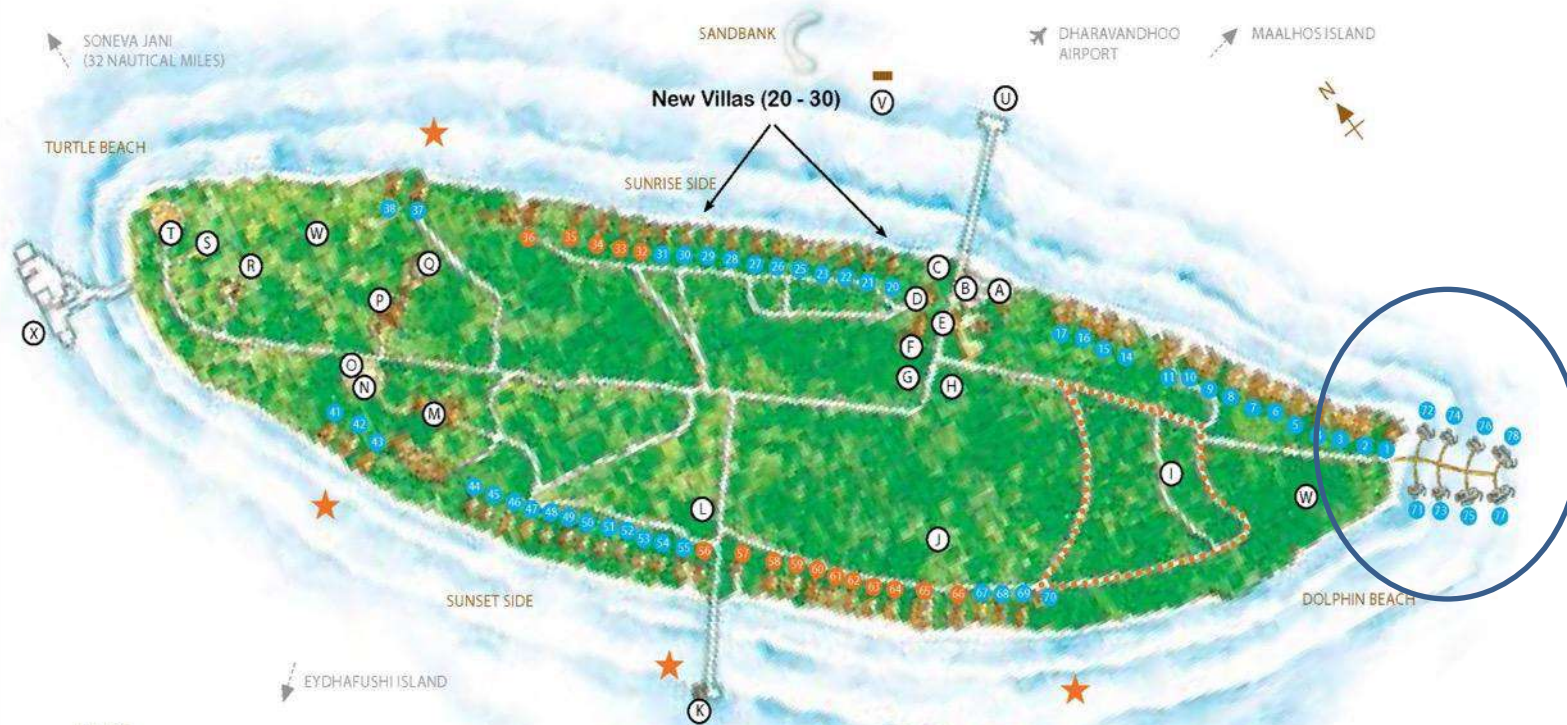 SONEVA JANI
(32 NAUTICAL MILES)
SANDBANK
DHARAVANDHOO
AIRPORT
MAALHOS ISLAND
New Villas (20 - 30)
V
U
N
TURTLE BEACH
SUNRISE SIDE
38 37
T S R W Q P
36 35 34 33 32 31 30 29 28 27 26 25 23 22 21 20
C B A D E F G H
X
17 16 15 14 11 10 9 8 7 6 5 3 2 1
O N M
41 42 43
72 74 76 78
71 73 75 77
I
W
44 45 46 47 48 49 50 51 52 53 54 55 56 57 58 59 60 61 62 63 64 65 66 67 68 69 70
L
J
SUNSET SIDE
DOLPHIN BEACH
EYDHAFUSHI ISLAND
K